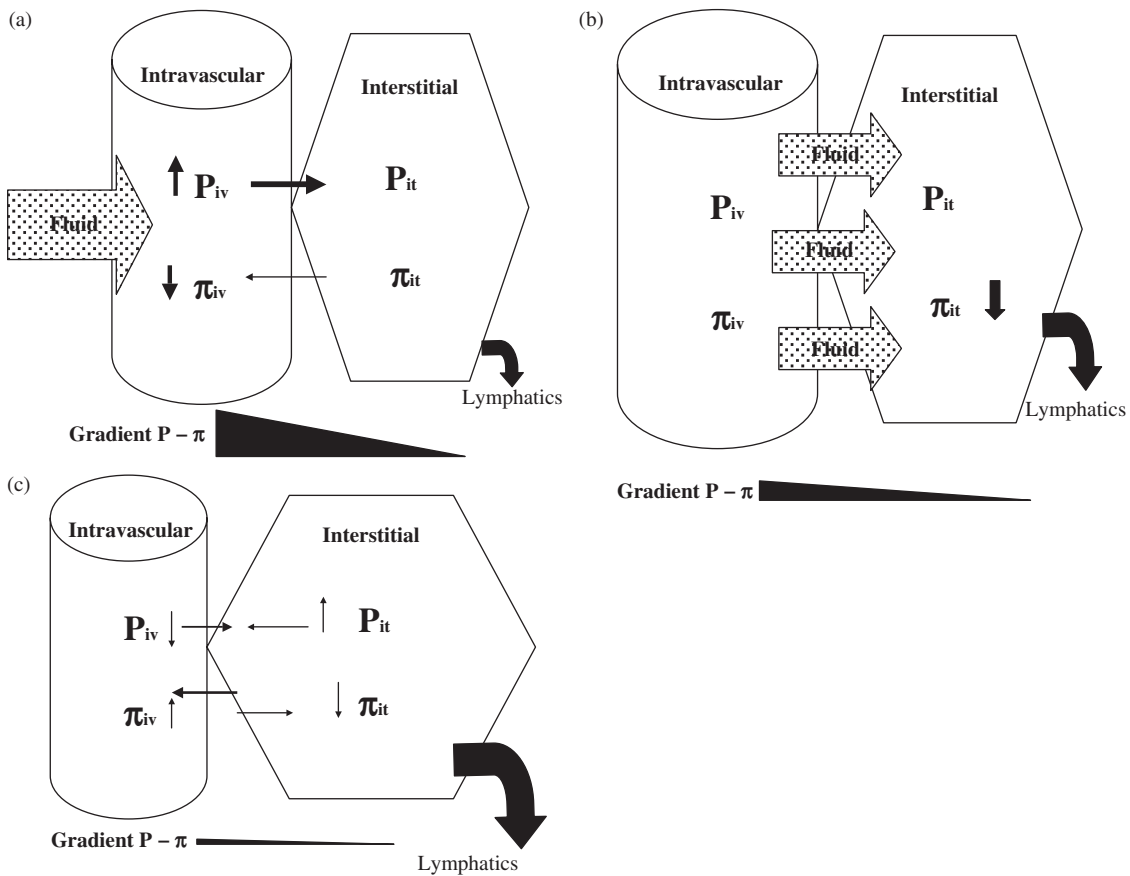 (a)
Intravascular
Interstitial
Fluid
Piv
Pit
πiv
πit
Lymphatics
Gradient P – π
(b)
Intravascular
Interstitial
Fluid
Piv
Pit
Fluid
πiv
πit
Fluid
Lymphatics
Gradient P – π
(c)
Intravascular
Interstitial
Piv
Pit
πiv
πit
Gradient P – π
Lymphatics